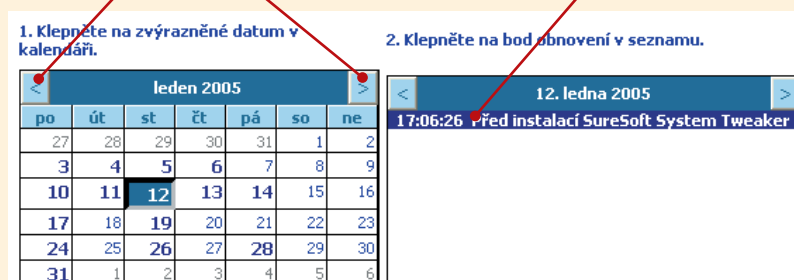 1. Klepněte na zvýrazněné datum v
kalendáři.
< leden 2005 >
po út st čt pá so ne
27 28 29 30 31 1 2
3 4 5 6 7 8 9
10 11 12 13 14 15 16
17 18 19 20 21 22 23
24 25 26 27 28 29 30
31 1 2 3 4 5 6
2. Klepněte na bod obnovení v seznamu.
< 12. ledna 2005 >
17:06:26 Před instalací SureSoft System Tweaker